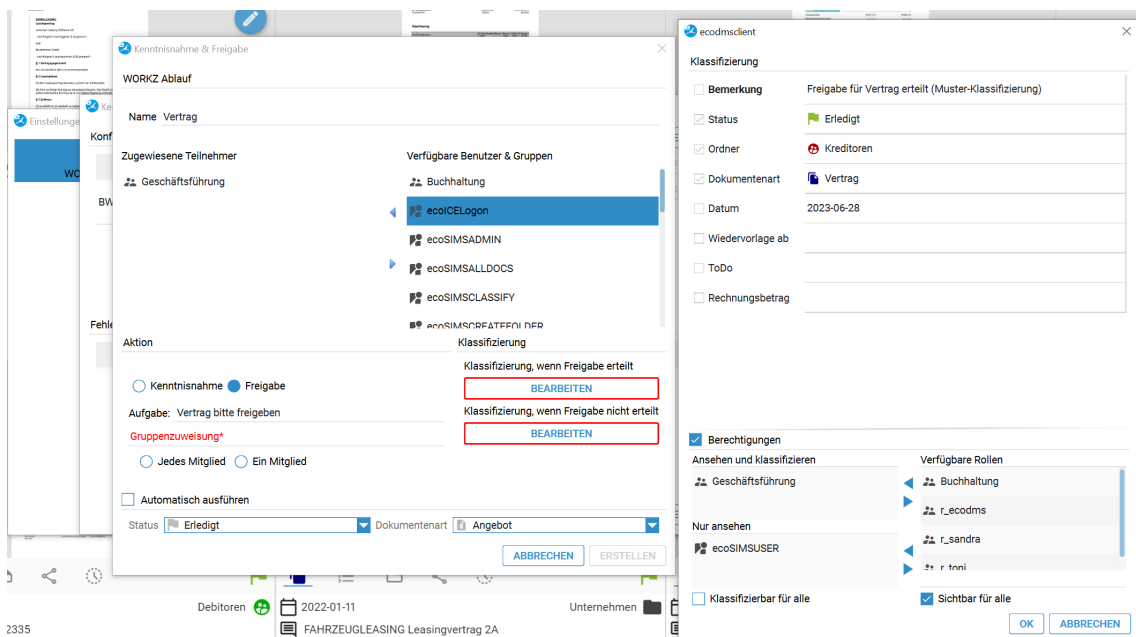 Kenntnisnahme & Freigabe
WORKZ Ablauf
Name Vertrag
Zugewiesene Teilnehmer
Geschäftsführung
Verfügbare Benutzer & Gruppen
Buchhaltung
ecoICELogon
ecoSIMSADMIN
ecoSIMSALLDOCS
ecoSIMSCLASSIFY
ecoSIMSCREATEFOLDER
Aktion
Kenntnisnahme Freigabe
Aufgabe: Vertrag bitte freigeben
Gruppenzuweisung*
Jedes Mitglied Ein Mitglied
Klassifizierung
Klassifizierung, wenn Freigabe erteilt
BEARBEITEN
Klassifizierung, wenn Freigabe nicht erteilt
BEARBEITEN
Automatisch ausführen
Status Erledigt Dokumentenart Angebot
ABBRECHEN ERSTELLEN
Einstellunge
WO
Ke
Konf
BW
Fehle
ecodmsclient
Klassifizierung
Bemerkung Freigabe für Vertrag erteilt (Muster-Klassifizierung)
Status Erledigt
Ordner Kreditoren
Dokumentenart Vertrag
Datum 2023-06-28
Wiedervorlage ab
ToDo
Rechnungsbetrag
Berechtigungen
Ansehen und klassifizieren
Geschäftsführung
Nur ansehen
ecoSIMSUSER
Verfügbare Rollen
Buchhaltung
r_ecodms
r_sandra
r_toni
Klassifizierbar für alle Sichtbar für alle
OK ABBRECHEN
Debitoren 2022-01-11 Unternehmen
2335 FAHRZEUGLEASING Leasingvertrag 2A